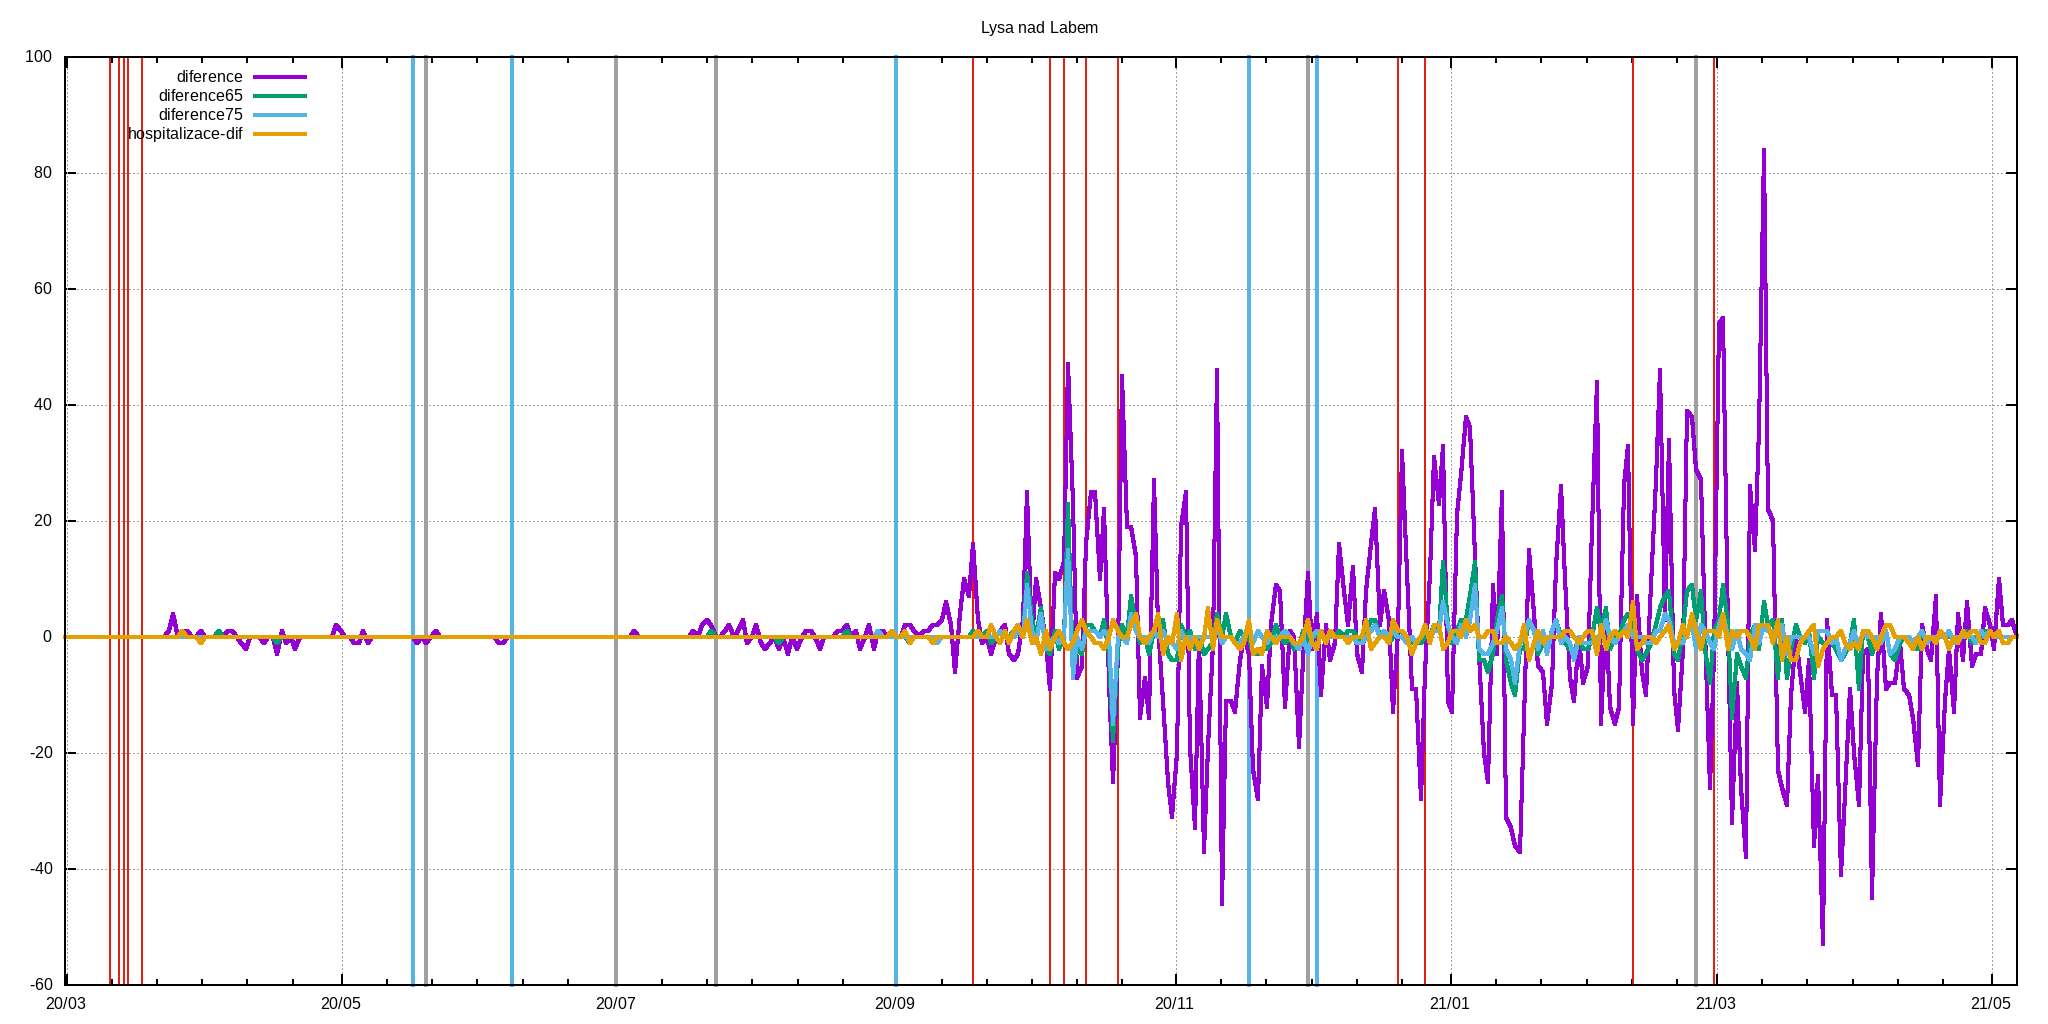 Lysa nad Labem
100
80
60
40
20
0
-20
-40
-60
diference
diference65
diference75
hospitalizace-dif
20/03 20/05 20/07 20/09 20/11 21/01 21/03 21/05